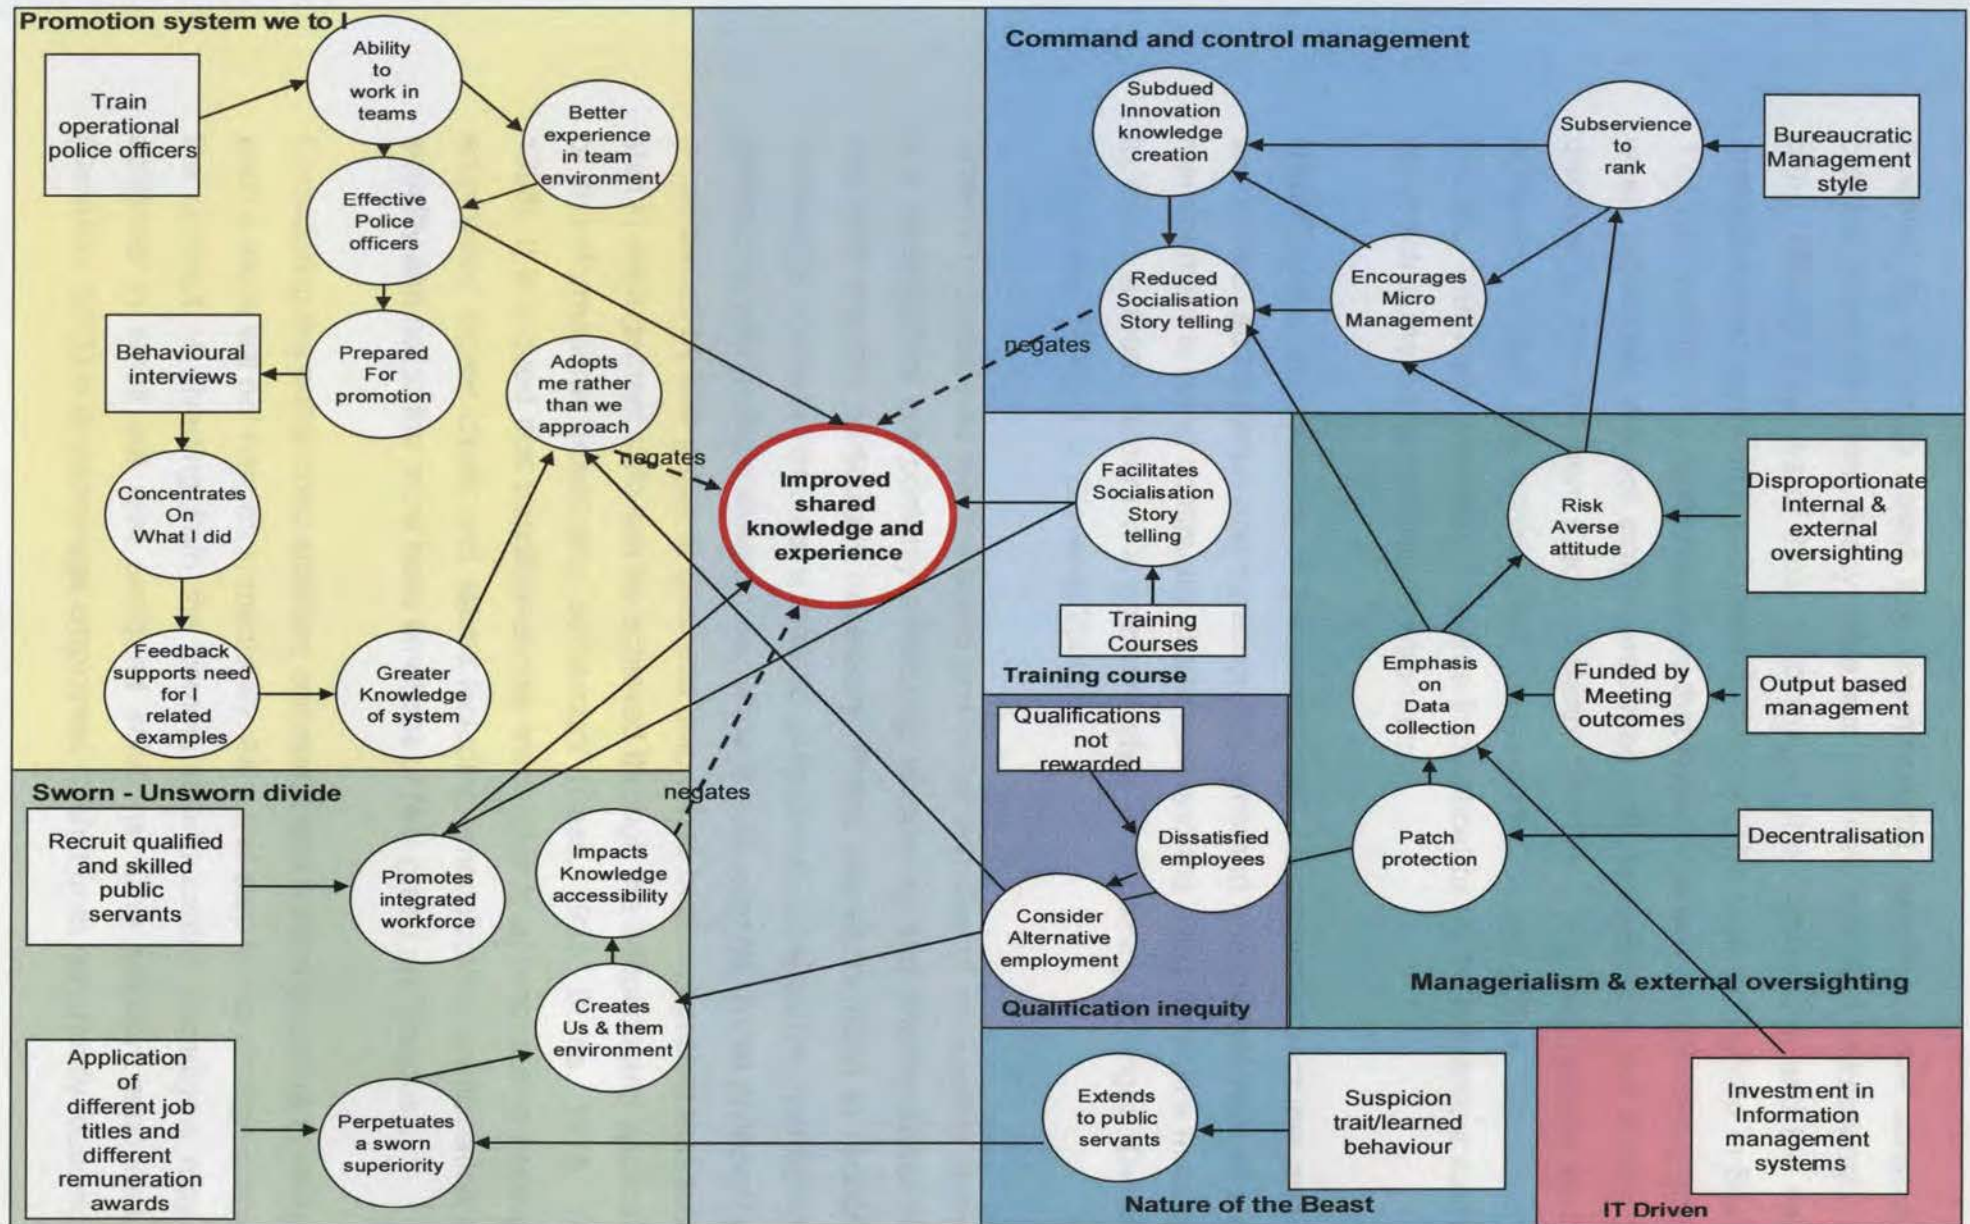 Promotion system we to I
Train
operational
police officers
Ability
to
work in
teams
Better
experience
in team
environment
Effective
Police
officers
Behavioural
interviews
Prepared
For
promotion
Adopts
me rather
than we
approach
negates
Concentrates
On
What I did
Feedback
supports need
for I
related
examples
Greater
Knowledge
of system
Improved
shared
knowledge and
experience
Command and control management
Subdued
Innovation
knowledge
creation
Subservience
to
rank
Bureaucratic
Management
style
Reduced
Socialisation
Story telling
Encourages
Micro
Management
negates
Facilitates
Socialisation
Story
telling
Training
Courses
Training course
Risk
Averse
attitude
Disproportionate
Internal &
external
oversighting
Emphasis
on
Data
collection
Funded by
Meeting
outcomes
Output based
management
Patch
protection
Decentralisation
Managerialism & external oversighting
Qualifications
not
rewarded
Dissatisfied
employees
Consider
Alternative
employment
Qualification inequity
Sworn - Unsworn divide
negates
Recruit qualified
and skilled
public
servants
Promotes
integrated
workforce
Impacts
Knowledge
accessibility
Creates
Us & them
environment
Application
of
different job
titles and
different
remuneration
awards
Perpetuates
a sworn
superiority
Extends
to public
servants
Suspicion
trait/learned
behaviour
Nature of the Beast
Investment in
Information
management
systems
IT Driven